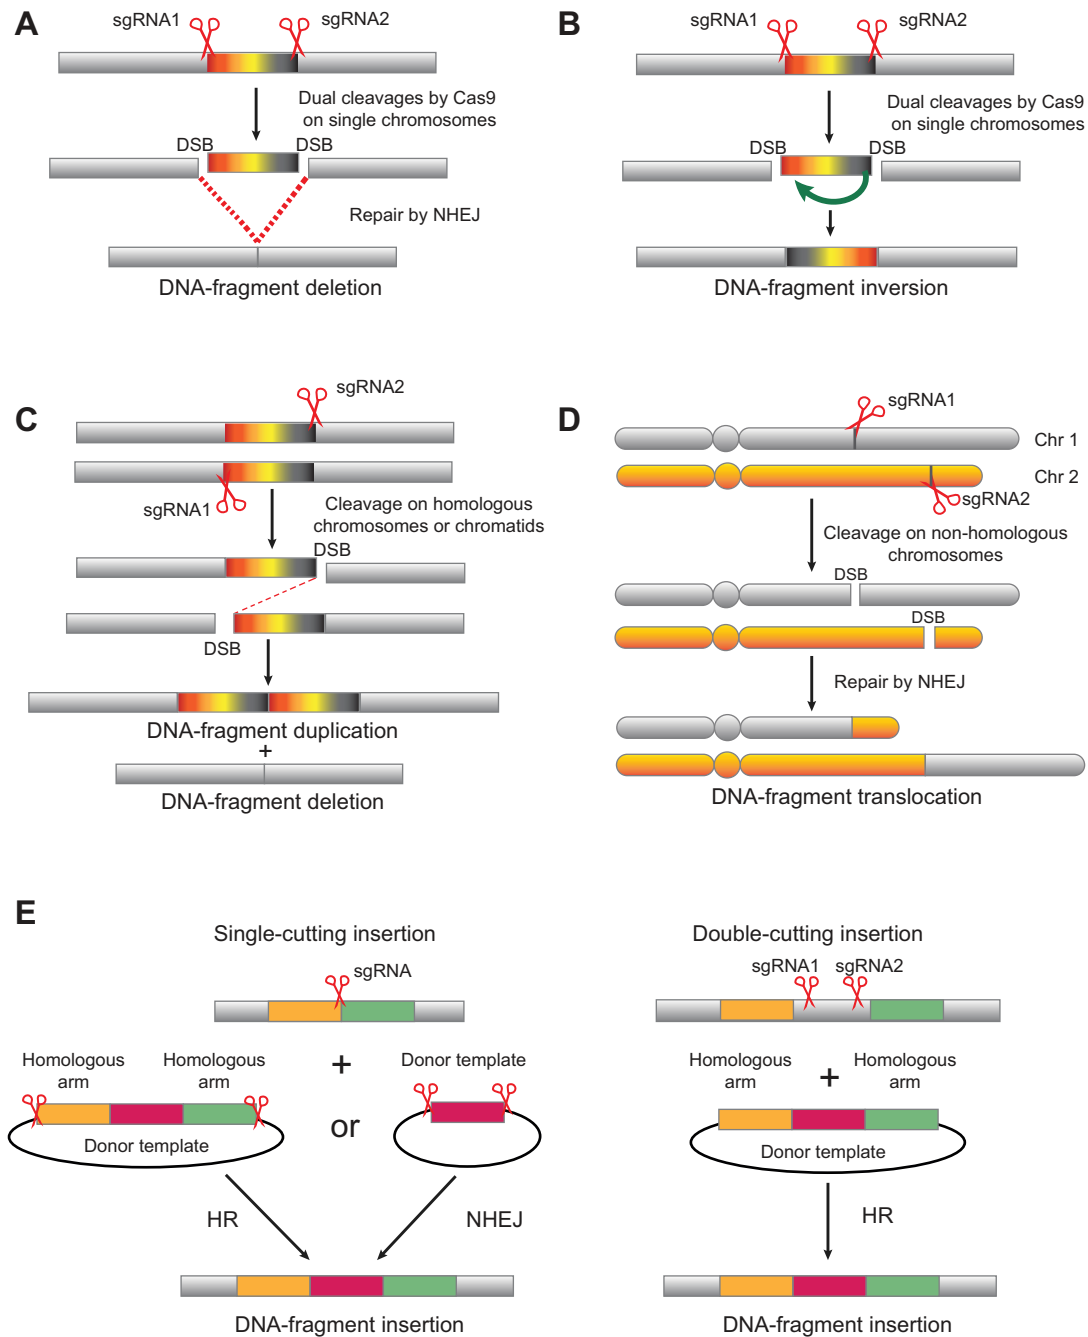 A
sgRNA1
sgRNA2
Dual cleavages by Cas9
on single chromosomes
DSB
DSB
Repair by NHEJ
DNA-fragment deletion
B
sgRNA1
sgRNA2
Dual cleavages by Cas9
on single chromosomes
DSB
DSB
DNA-fragment inversion
C
sgRNA2
sgRNA1
Cleavage on homologous
chromosomes or chromatids
DSB
DSB
DNA-fragment duplication
+
DNA-fragment deletion
D
sgRNA1
Chr 1
Chr 2
sgRNA2
Cleavage on non-homologous
chromosomes
DSB
DSB
Repair by NHEJ
DNA-fragment translocation
E
Single-cutting insertion
sgRNA
Homologous
arm
Homologous
arm
+
Donor template
Donor template
or
HR
NHEJ
DNA-fragment insertion
Double-cutting insertion
sgRNA1
sgRNA2
Homologous
arm
+
Homologous
arm
Donor template
HR
DNA-fragment insertion